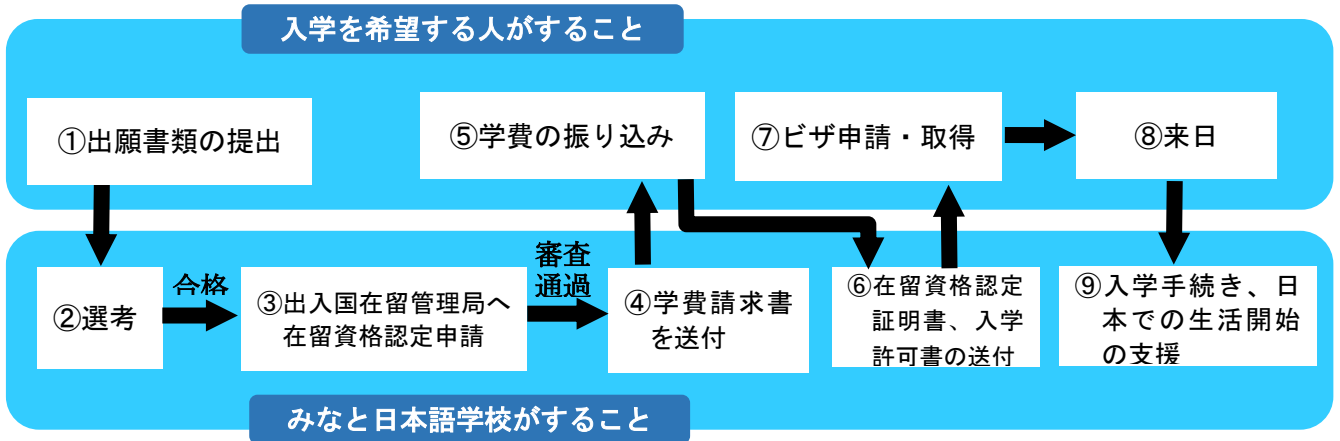 入学を希望する人がすること
①出願書類の提出
⑤学費の振り込み
⑦ビザ申請・取得
⑧来日
②選考
合格
③出入国在留管理局へ
在留資格認定申請
審査
通過
④学費請求書
を送付
⑥在留資格認定
証明書、入学
許可書の送付
⑨入学手続き、日
本での生活開始
の支援
みなと日本語学校がすること